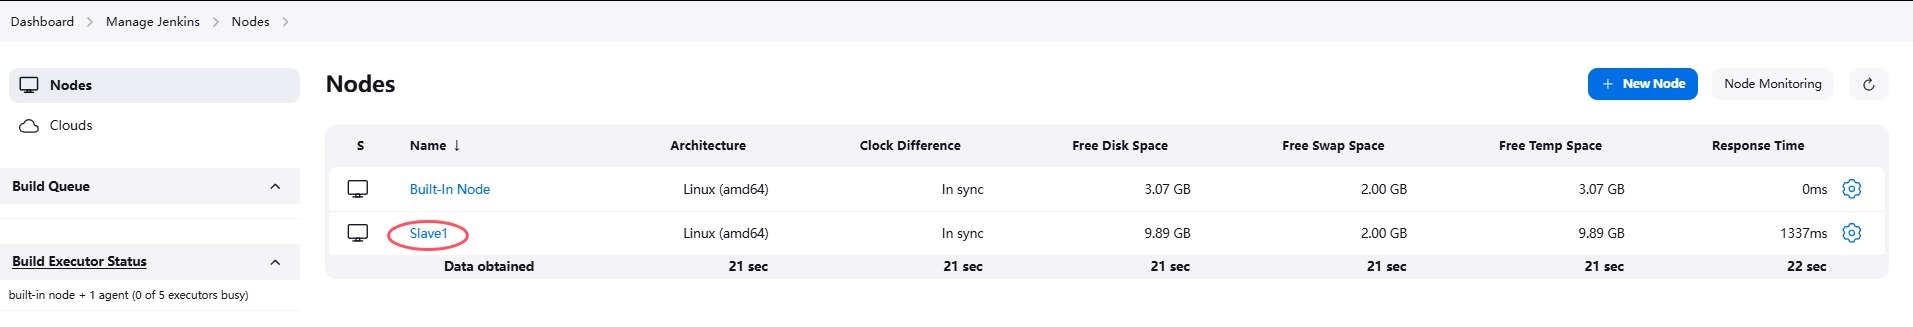 Dashboard > Manage Jenkins > Nodes >
Nodes
Clouds
Build Queue
Build Executor Status
built-in node + 1 agent (0 of 5 executors busy)
Nodes
+ New Node Node Monitoring
S Name ↓ Architecture Clock Difference Free Disk Space Free Swap Space Free Temp Space Response Time
Built-In Node Linux (amd64) In sync 3.07 GB 2.00 GB 3.07 GB 0ms
Slave1 Linux (amd64) In sync 9.89 GB 2.00 GB 9.89 GB 1337ms
Data obtained 21 sec 21 sec 21 sec 21 sec 21 sec 22 sec